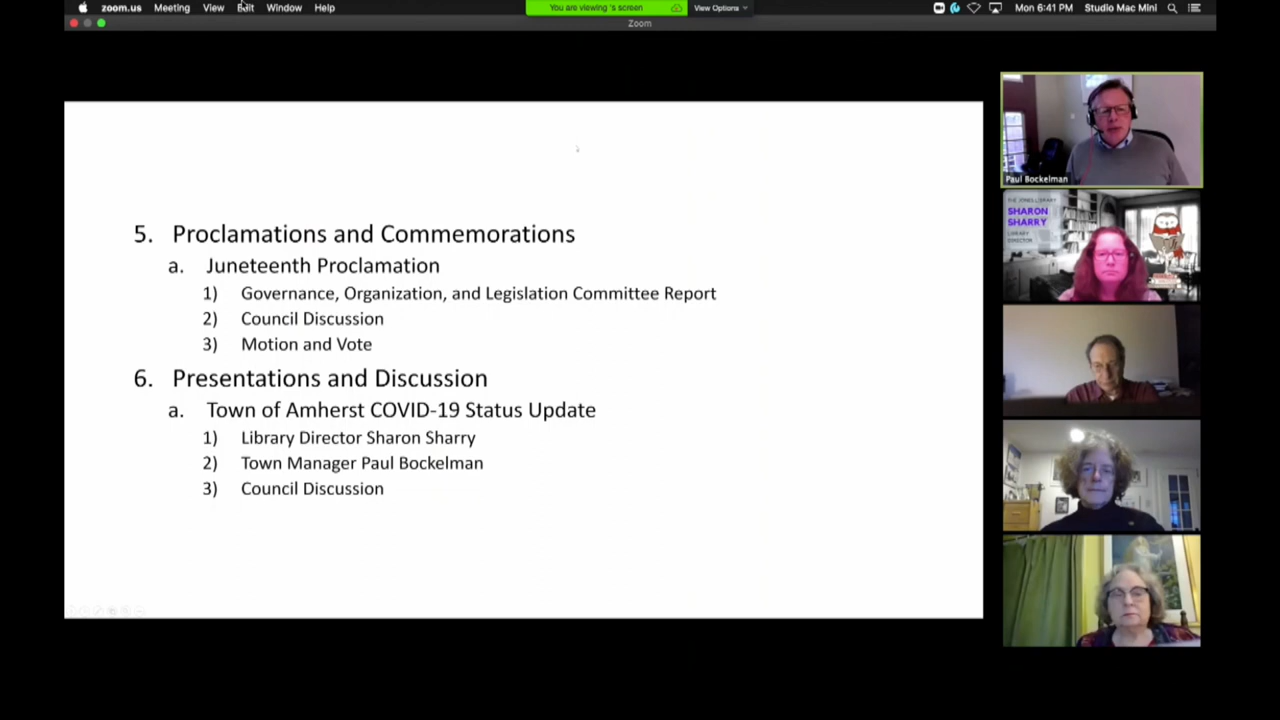 zoom.us Meeting View Edit Window Help
You are viewing 's screen
View Options
Mon 6:41 PM Studio Mac Mini
Zoom
5. Proclamations and Commemorations
a. Juneteenth Proclamation
1) Governance, Organization, and Legislation Committee Report
2) Council Discussion
3) Motion and Vote
6. Presentations and Discussion
a. Town of Amherst COVID-19 Status Update
1) Library Director Sharon Sharry
2) Town Manager Paul Bockelman
3) Council Discussion
Paul Bockelman
SHARON
SHARRY
LIBRARY
DIRECTOR